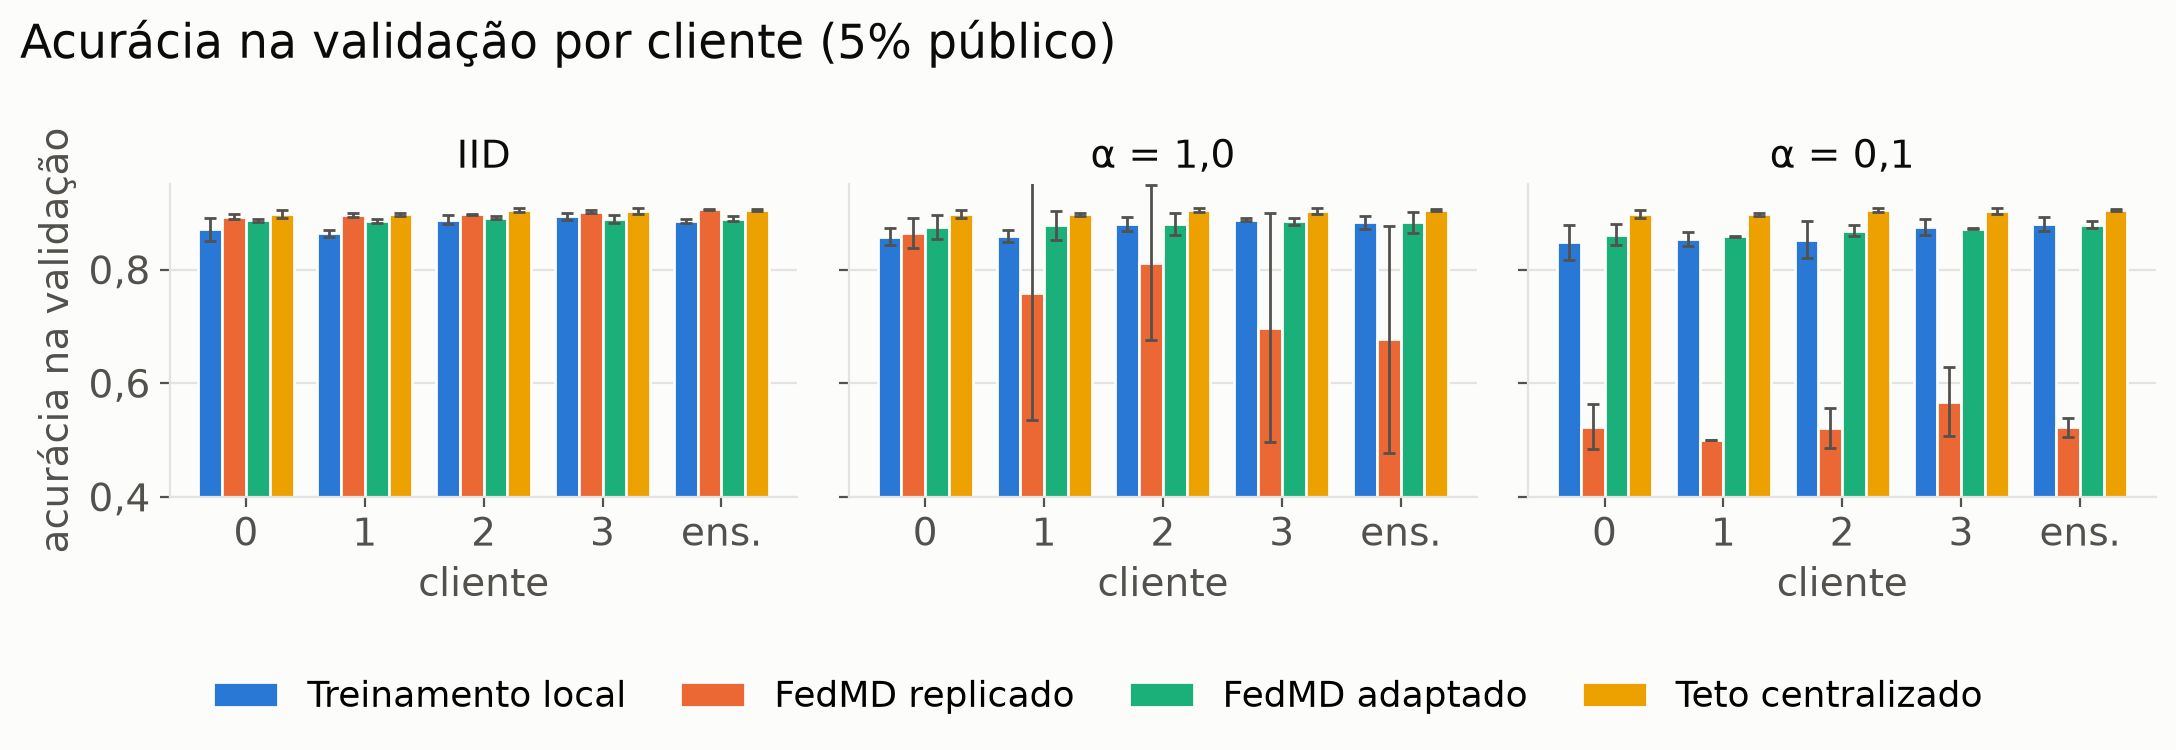 Acurácia na validação por cliente (5% público)
IID
α = 1,0
α = 0,1
acurácia na validação
0,8
0,6
0,4
0 1 2 3 ens.
0 1 2 3 ens.
0 1 2 3 ens.
cliente
cliente
cliente
Treinamento local
FedMD replicado
FedMD adaptado
Teto centralizado